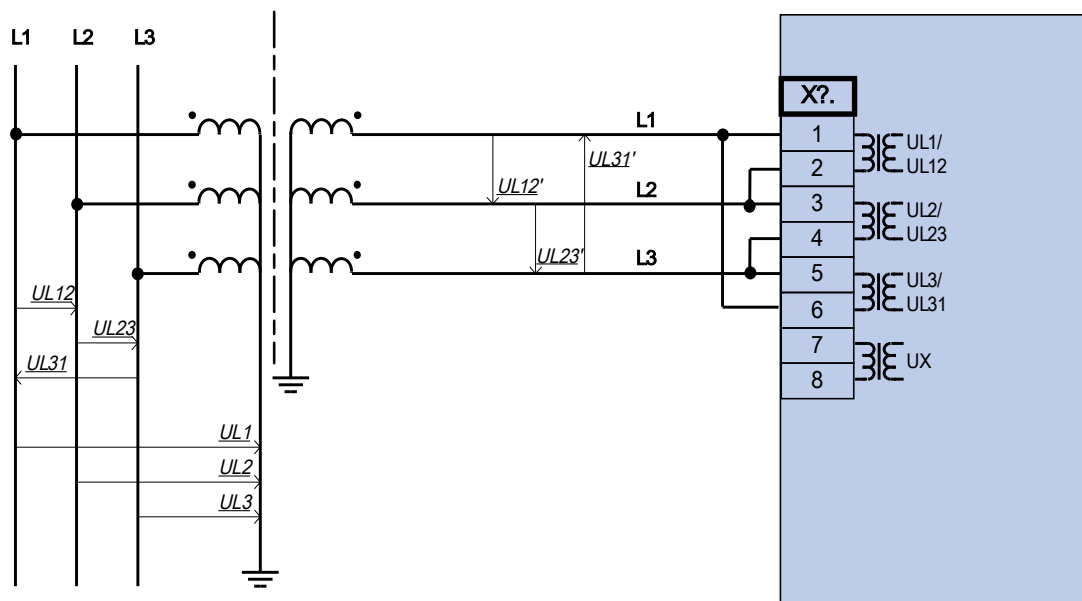 L1 L2 L3
X?.
L1
1
UL1/
UL12
UL31'
2
UL12'
L2
3
UL2/
UL23
4
UL23'
L3
5
UL3/
UL31
6
UL12
UL23
7
UX
UL31
8
UL1
UL2
UL3